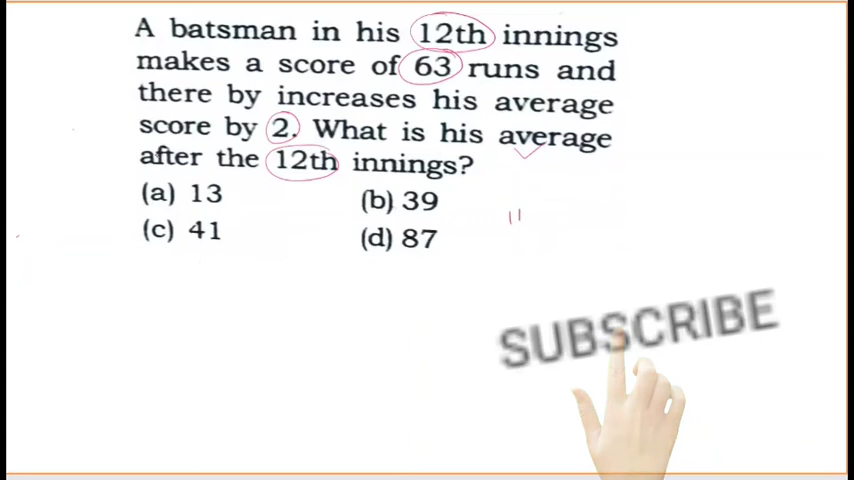 A batsman in his 12th innings
makes a score of 63 runs and
there by increases his average
score by 2. What is his average
after the 12th innings?
(a) 13 (b) 39
(c) 41 (d) 87
11
SUBSCRIBE